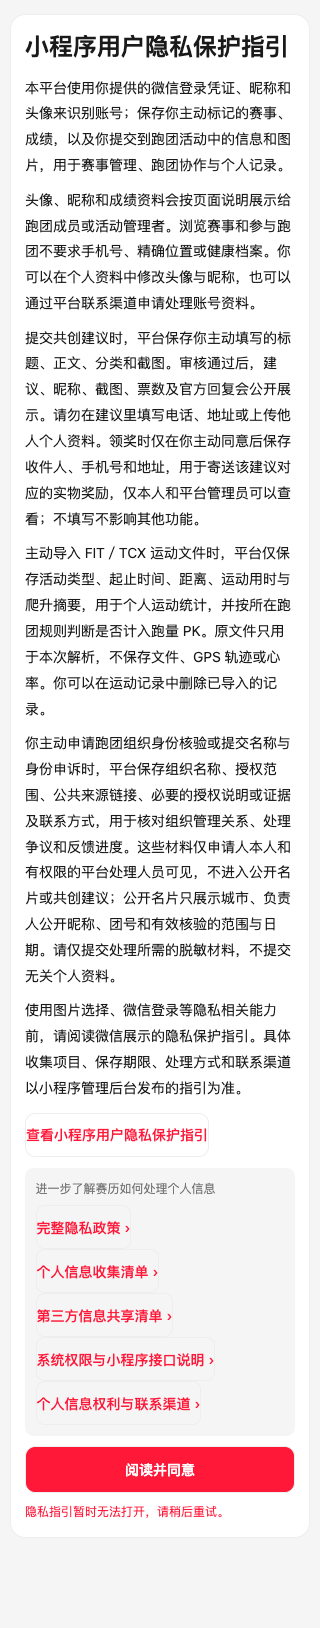 小程序用户隐私保护指引
本平台使用你提供的微信登录凭证、昵称和
头像来识别账号；保存你主动标记的赛事、
成绩，以及你提交到跑团活动中的信息和图
片，用于赛事管理、跑团协作与个人记录。
头像、昵称和成绩资料会按页面说明展示给
跑团成员或活动管理者。浏览赛事和参与跑
团不要求手机号、精确位置或健康档案。你
可以在个人资料中修改头像与昵称，也可以
通过平台联系渠道申请处理账号资料。
提交共创建议时，平台保存你主动填写的标
题、正文、分类和截图。审核通过后，建
议、昵称、截图、票数及官方回复会公开展
示。请勿在建议里填写电话、地址或上传他
人个人资料。领奖时仅在你主动同意后保存
收件人、手机号和地址，用于寄送该建议对
应的实物奖励，仅本人和平台管理员可以查
看；不填写不影响其他功能。
主动导入 FIT / TCX 运动文件时，平台仅保
存活动类型、起止时间、距离、运动用时与
爬升摘要，用于个人运动统计，并按所在跑
团规则判断是否计入跑量 PK。原文件只用
于本次解析，不保存文件、GPS 轨迹或心
率。你可以在运动记录中删除已导入的记
录。
你主动申请跑团组织身份核验或提交名称与
身份申诉时，平台保存组织名称、授权范
围、公共来源链接、必要的授权说明或证据
及联系方式，用于核对组织管理关系、处理
争议和反馈进度。这些材料仅申请人本人和
有权限的平台处理人员可见，不进入公开名
片或共创建议；公开名片只展示城市、负责
人公开昵称、团号和有效核验的范围与日
期。请仅提交处理所需的脱敏材料，不提交
无关个人资料。
使用图片选择、微信登录等隐私相关能力
前，请阅读微信展示的隐私保护指引。具体
收集项目、保存期限、处理方式和联系渠道
以小程序管理后台发布的指引为准。
查看小程序用户隐私保护指引
进一步了解赛历如何处理个人信息
完整隐私政策 ›
个人信息收集清单 ›
第三方信息共享清单 ›
系统权限与小程序接口说明 ›
个人信息权利与联系渠道 ›
阅读并同意
隐私指引暂时无法打开，请稍后重试。